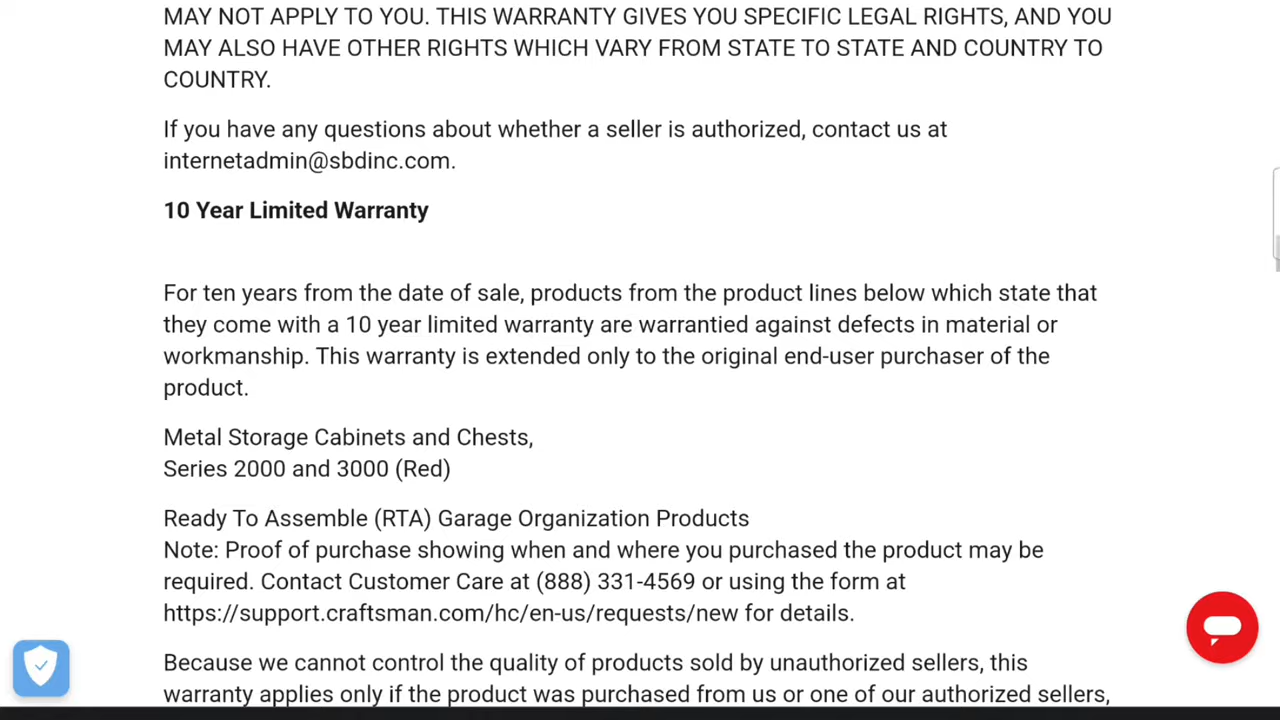 MAY NOT APPLY TO YOU. THIS WARRANTY GIVES YOU SPECIFIC LEGAL RIGHTS, AND YOU
MAY ALSO HAVE OTHER RIGHTS WHICH VARY FROM STATE TO STATE AND COUNTRY TO
COUNTRY.
If you have any questions about whether a seller is authorized, contact us at
internetadmin@sbdinc.com.
10 Year Limited Warranty
For ten years from the date of sale, products from the product lines below which state that
they come with a 10 year limited warranty are warrantied against defects in material or
workmanship. This warranty is extended only to the original end-user purchaser of the
product.
Metal Storage Cabinets and Chests,
Series 2000 and 3000 (Red)
Ready To Assemble (RTA) Garage Organization Products
Note: Proof of purchase showing when and where you purchased the product may be
required. Contact Customer Care at (888) 331-4569 or using the form at
https://support.craftsman.com/hc/en-us/requests/new for details.
Because we cannot control the quality of products sold by unauthorized sellers, this
warranty applies only if the product was purchased from us or one of our authorized sellers,